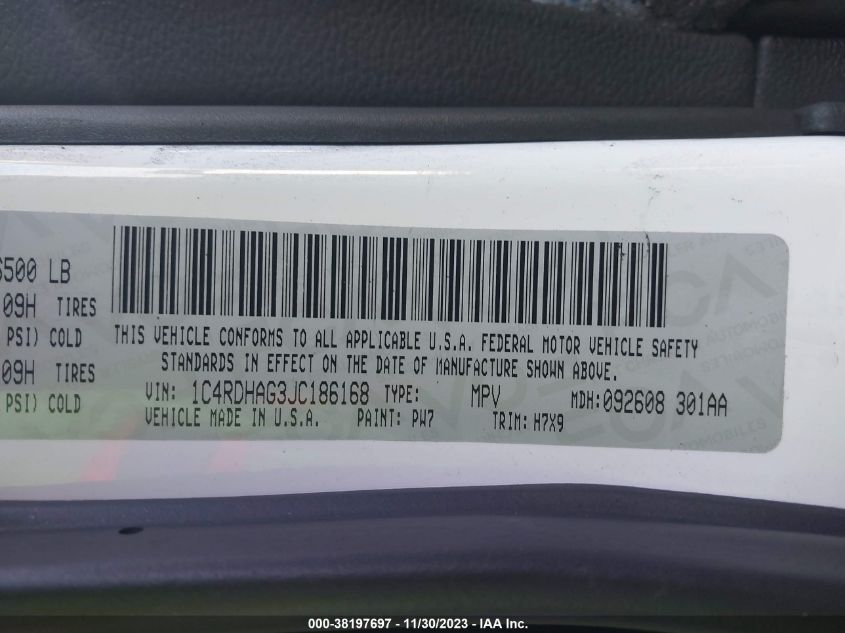 6500 LB
09H TIRES
PSI) COLD
09H TIRES
PSI) COLD
THIS VEHICLE CONFORMS TO ALL APPLICABLE U.S.A. FEDERAL MOTOR VEHICLE SAFETY
STANDARDS IN EFFECT ON THE DATE OF MANUFACTURE SHOWN ABOVE.
VIN: 1C4RDHAG3JC186168 TYPE: MPV MDH:092608 301AA
VEHICLE MADE IN U.S.A. PAINT: PW7 TRIM: H7X9
000-38197697 - 11/30/2023 - IAA Inc.